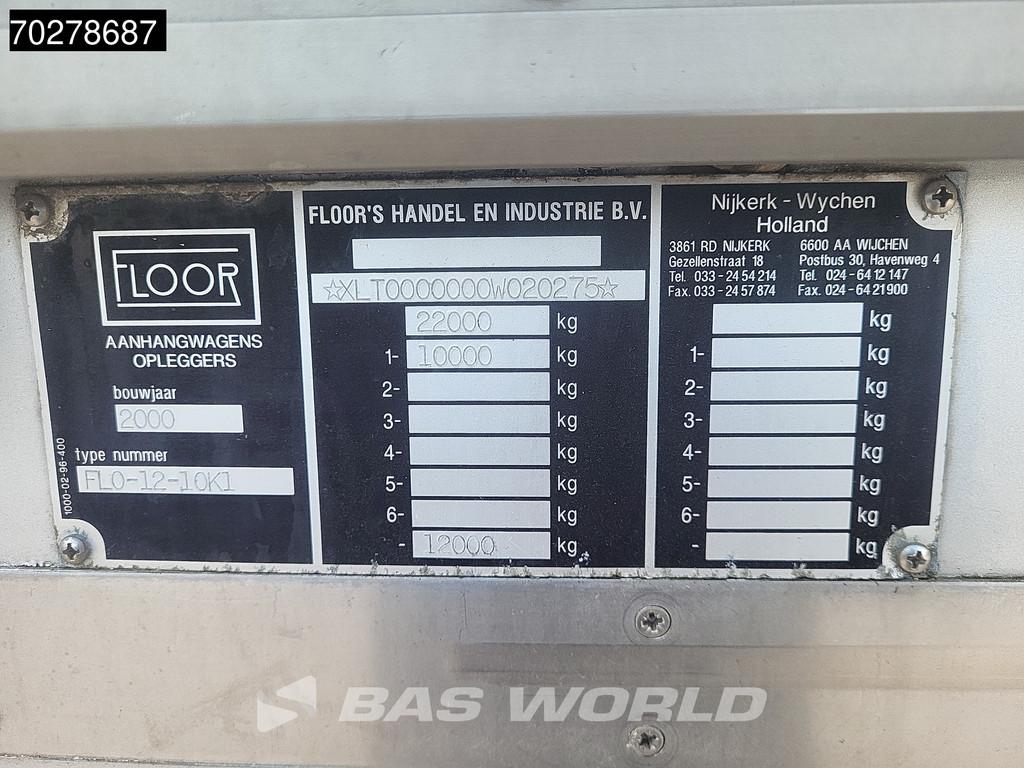 70278687
FLOOR
AANHANGWAGENS
OPLEGGERS
bouwjaar
2000
type nummer
FLO-12-10K1
1000-02-96-400
FLOOR'S HANDEL EN INDUSTRIE B.V.
☆XLT0000000W020275☆
22000 kg
1- 10000 kg
2- kg
3- kg
4- kg
5- kg
6- kg
- 12000 kg
Nijkerk - Wychen
Holland
3861 RD NIJKERK 6600 AA WIJCHEN
Gezellenstraat 18 Postbus 30, Havenweg 4
Tel. 033-24 54 214 Tel. 024-64 12 147
Fax. 033-24 57 874 Fax. 024-64 21 900
kg
1- kg
2- kg
3- kg
4- kg
5- kg
6- kg
- kg
BAS WORLD